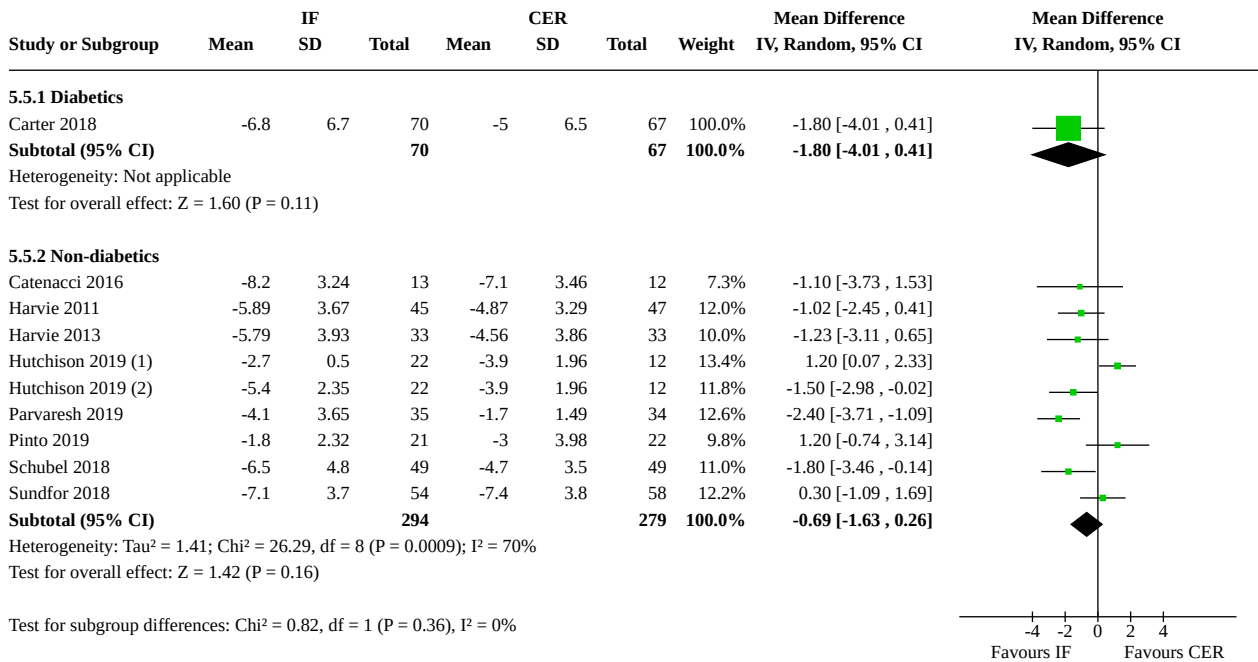 IF CER Mean Difference Mean Difference
Study or Subgroup Mean SD Total Mean SD Total Weight IV, Random, 95% CI IV, Random, 95% CI
5.5.1 Diabetics
Carter 2018 -6.8 6.7 70 -5 6.5 67 100.0% -1.80 [-4.01 , 0.41]
Subtotal (95% CI) 70 67 100.0% -1.80 [-4.01 , 0.41]
Heterogeneity: Not applicable
Test for overall effect: Z = 1.60 (P = 0.11)
5.5.2 Non-diabetics
Catenacci 2016 -8.2 3.24 13 -7.1 3.46 12 7.3% -1.10 [-3.73 , 1.53]
Harvie 2011 -5.89 3.67 45 -4.87 3.29 47 12.0% -1.02 [-2.45 , 0.41]
Harvie 2013 -5.79 3.93 33 -4.56 3.86 33 10.0% -1.23 [-3.11 , 0.65]
Hutchison 2019 (1) -2.7 0.5 22 -3.9 1.96 12 13.4% 1.20 [0.07 , 2.33]
Hutchison 2019 (2) -5.4 2.35 22 -3.9 1.96 12 11.8% -1.50 [-2.98 , -0.02]
Parvaresh 2019 -4.1 3.65 35 -1.7 1.49 34 12.6% -2.40 [-3.71 , -1.09]
Pinto 2019 -1.8 2.32 21 -3 3.98 22 9.8% 1.20 [-0.74 , 3.14]
Schubel 2018 -6.5 4.8 49 -4.7 3.5 49 11.0% -1.80 [-3.46 , -0.14]
Sundfor 2018 -7.1 3.7 54 -7.4 3.8 58 12.2% 0.30 [-1.09 , 1.69]
Subtotal (95% CI) 294 279 100.0% -0.69 [-1.63 , 0.26]
Heterogeneity: Tau² = 1.41; Chi² = 26.29, df = 8 (P = 0.0009); I² = 70%
Test for overall effect: Z = 1.42 (P = 0.16)
Test for subgroup differences: Chi² = 0.82, df = 1 (P = 0.36), I² = 0%
-4 -2 0 2 4
Favours IF Favours CER